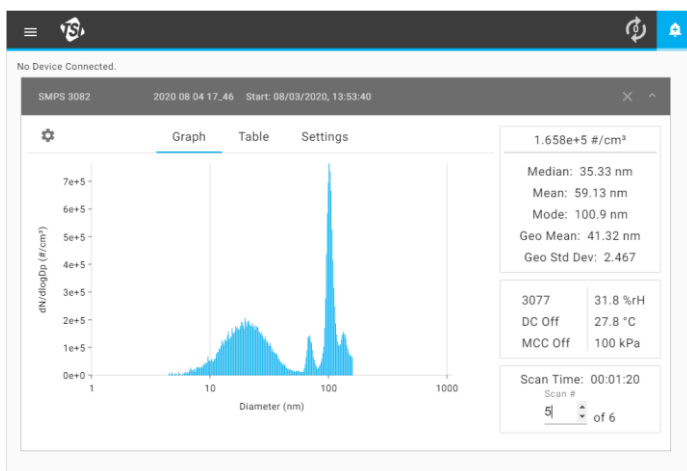 TSI
No Device Connected.
SMPS 3082 2020 08 04 17_46 Start: 08/03/2020, 13:53:40
Graph Table Settings
dN/dlogDp (#/cm³)
7e+5
6e+5
5e+5
4e+5
3e+5
2e+5
1e+5
0e+0
1 10 100 1000
Diameter (nm)
1.658e+5 #/cm³
Median: 35.33 nm
Mean: 59.13 nm
Mode: 100.9 nm
Geo Mean: 41.32 nm
Geo Std Dev: 2.467
3077 31.8 %rH
DC Off 27.8 °C
MCC Off 100 kPa
Scan Time: 00:01:20
Scan #
5 of 6